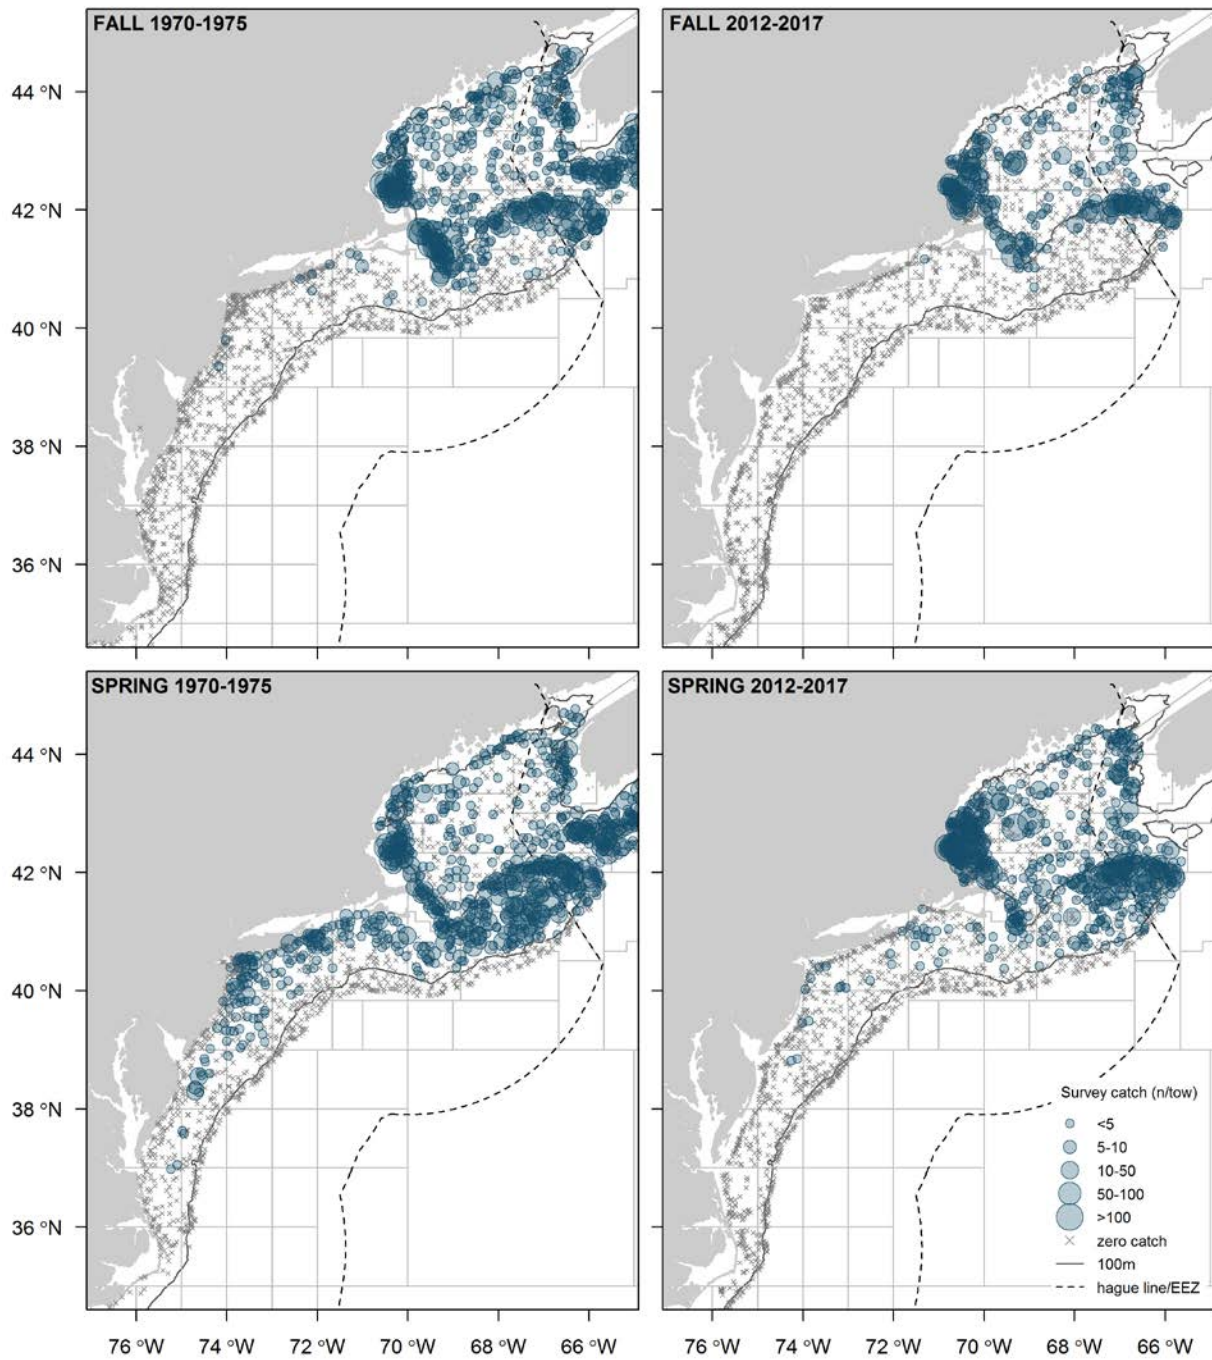 FALL 1970-1975
FALL 2012-2017
44 °N
42 °N
40 °N
38 °N
36 °N
SPRING 1970-1975
SPRING 2012-2017
44 °N
42 °N
40 °N
38 °N
36 °N
Survey catch (n/tow)
<5
5-10
10-50
50-100
>100
zero catch
100m
hague line/EEZ
76 °W 74 °W 72 °W 70 °W 68 °W 66 °W
76 °W 74 °W 72 °W 70 °W 68 °W 66 °W